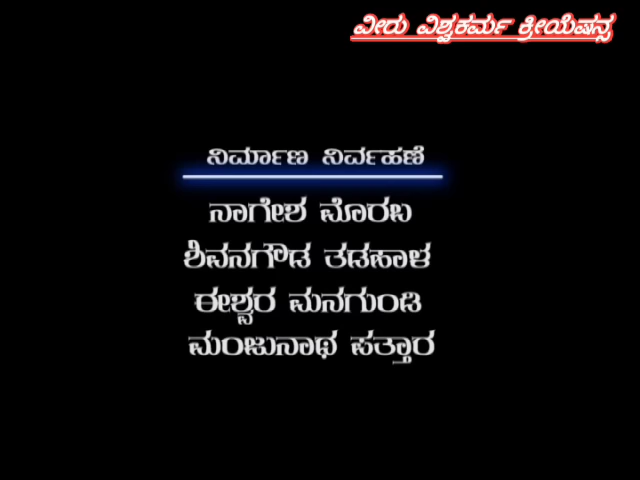 ವೀರು ವಿಶ್ವಕರ್ಮ ಕ್ರೀಯೆಷನ್ಸ
ನಿರ್ಮಾಣ ನಿರ್ವಹಣೆ
ನಾಗೇಶ ಮೊರಬ
ಶಿವನಗೌಡ ತಡಹಾಳ
ಈಶ್ವರ ಮನಗುಂಡಿ
ಮಂಜುನಾಥ ಪತ್ತಾರ